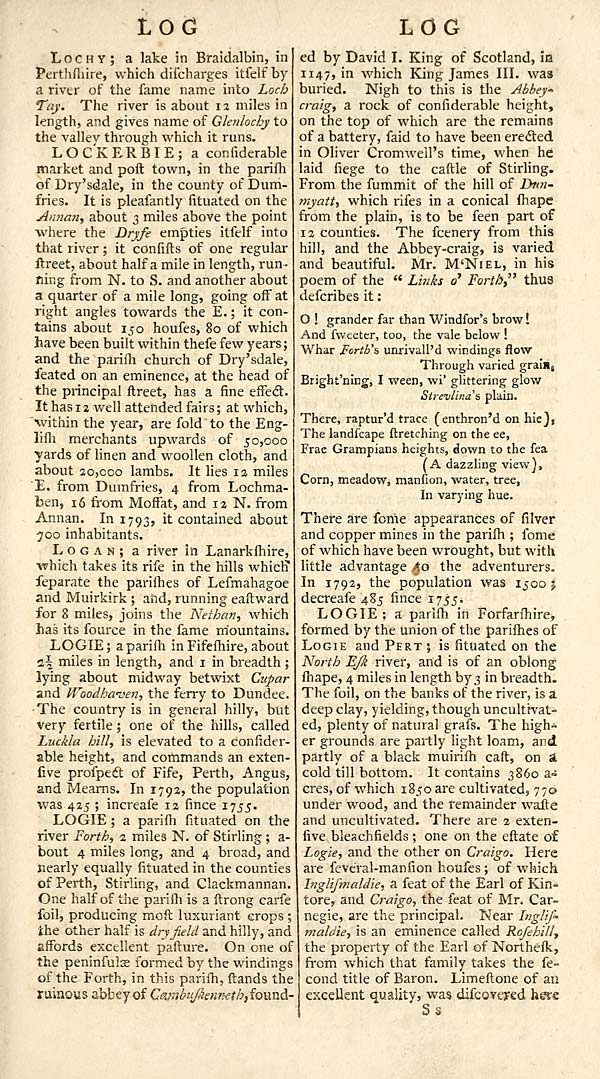 LOG
LOG
LOCHY; a lake in Braidalbin, in
Perthſhire, which diſcharges itſelf by
a river of the ſame name into Loch
Tay. The river is about 12 miles in
length, and gives name of Glenlochy to
the valley through which it runs.
LOCKERBIE; a conſiderable
market and poſt town, in the pariſh
of Dry'sdale, in the county of Dum-
fries. It is pleaſantly ſituated on the
Annan, about 3 miles above the point
where the Dryfe empties itſelf into
that river; it conſiſts of one regular
ſtreet, about half a mile in length, run-
ning from N. to S. and another about
a quarter of a mile long, going off at
right angles towards the E.; it con-
tains about 150 houſes, 80 of which
have been built within theſe few years;
and the pariſh church of Dry'sdale,
ſeated on an eminence, at the head of
the principal ſtreet, has a fine effect.
It has 12 well attended fairs; at which,
within the year, are ſold to the Eng-
liſh merchants upwards of 50,000
yards of linen and woollen cloth, and
about 20,000 lambs. It lies 12 miles
E. from Dumfries, 4 from Lochma-
ben, 16 from Moffat, and 12 N. from
Annan. In 1793, it contained about
700 inhabitants.
LOGAN; a river in Lanarkſhire,
which takes its riſe in the hills which
ſeparate the pariſhes of Leſmahagoe
and Muirkirk; and, running eaſtward
for 8 miles, joins the Nethan, which
has its ſource in the ſame mountains.
LOGIE; a pariſh in Fifeſhire, about
2½ miles in length, and 1 in breadth;
lying about midway betwixt Cupar
and Woodhaven, the ferry to Dundee.
The country is in general hilly, but
very fertile; one of the hills, called
Luckla hill, is elevated to a conſider-
able height, and commands an exten-
ſive proſpect of Fife, Perth, Angus,
and Mearns. In 1792, the population
was 425; increaſe 12 ſince 1755.
LOGIE; a pariſh ſituated on the
river Forth, 2 miles N. of Stirling; a-
bout 4 miles long, and 4 broad, and
nearly equally ſituated in the counties
of Perth, Stirling, and Clackmannan.
One half of the pariſh is a ſtrong carſe
ſoil, producing moſt luxuriant crops;
the other half is dry field and hilly, and
affords excellent paſture. On one of
the peninſulæ formed by the windings
of the Forth, in this pariſh, ſtands the
ruinous abbey of Cambuſkenneth, found-
ed by David I. King of Scotland, in
1147, in which King James III. was
buried. Nigh to this is the Abbey-
craig, a rock of conſiderable height,
on the top of which are the remains
of a battery, ſaid to have been erected
in Oliver Cromwell's time, when he
laid ſiege to the caſtle of Stirling.
From the ſummit of the hill of Dun-
myatt, which riſes in a conical ſhape
from the plain, is to be ſeen part of
12 counties. The ſcenery from this
hill, and the Abbey-craig, is varied
and beautiful. Mr. M'NIEL, in his
poem of the " Links o' Forth," thus
deſcribes it:
O! grander far than Windſor's brow!
And ſweeter, too, the vale below!
Whar Forth's unrivall'd windings flow
Through varied grain,
Bright'ning, I ween, wi' glittering glow
Strevlina's plain.
There, raptur'd trace (enthron'd on hie),
The landſcape ſtretching on the ee,
Frae Grampians heights, down to the ſea
(A dazzling view),
Corn, meadow, manſion, water, tree,
In varying hue.
There are ſome appearances of ſilver
and copper mines in the pariſh; ſome
of which have been wrought, but with
little advantage to the adventurers.
In 1792, the population was 1500;
decreaſe 485 ſince 1755.
LOGIE; a pariſh in Forfarſhire,
formed by the union of the pariſhes of
LOGIE and PERT; is ſituated on the
North Eſk river, and is of an oblong
ſhape, 4 miles in length by 3 in breadth.
The ſoil, on the banks of the river, is a
deep clay, yielding, though uncultivat-
ed, plenty of natural graſs. The high-
er grounds are partly light loam, and
partly of a black muiriſh caſt, on a
cold till bottom. It contains 3860 a-
cres, of which 1850 are cultivated, 770
under wood, and the remainder waſte
and uncultivated. There are 2 exten-
ſive bleachfields; one on the eſtate of
Logie, and the other on Craigo. Here
are ſeveral manſion houſes; of which
Ingliſmaldie, a ſeat of the Earl of Kin-
tore, and Craigo, the ſeat of Mr. Car-
negie, are the principal. Near Ingliſ-
maldie, is an eminence called Roſehill,
the property of the Earl of Northeſk,
from which that family takes the ſe-
cond title of Baron. Limeſtone of an
excellent quality, was diſcovered here
S s